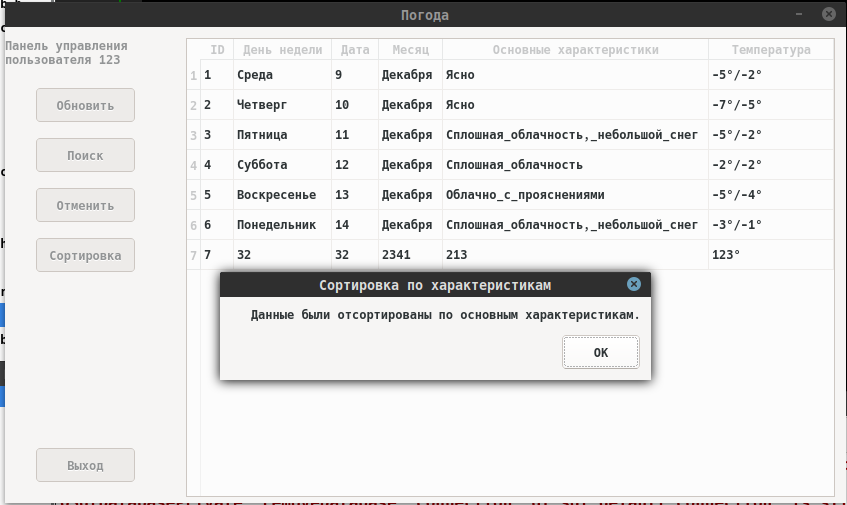 Погода
Панель управления
пользователя 123
Обновить
Поиск
Отменить
Сортировка
Выход
ID День недели Дата Месяц Основные характеристики Температура
1 1 Среда 9 Декабря Ясно -5°/-2°
2 2 Четверг 10 Декабря Ясно -7°/-5°
3 3 Пятница 11 Декабря Сплошная_облачность,_небольшой_снег -5°/-2°
4 4 Суббота 12 Декабря Сплошная_облачность -2°/-2°
5 5 Воскресенье 13 Декабря Облачно_с_прояснениями -5°/-4°
6 6 Понедельник 14 Декабря Сплошная_облачность,_небольшой_снег -3°/-1°
7 7 32 32 2341 213 123°
Сортировка по характеристикам
Данные были отсортированы по основным характеристикам.
OK